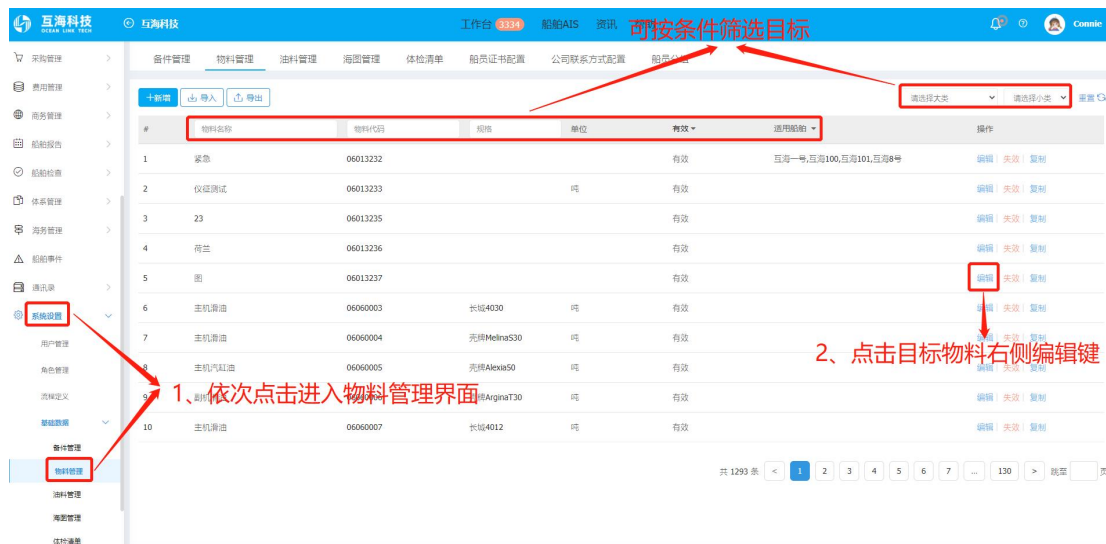 互海科技
OCEAN LINK TECH
互海科技
工作台 3334 船舶AIS 资讯
Connie
可按条件筛选目标
采购管理
费用管理
商务管理
船舶报告
船舶检查
体系管理
海务管理
船舶事件
通讯录
系统设置
用户管理
角色管理
流程定义
基础数据
备件管理
物料管理
油料管理
海图管理
体检清单
备件管理 物料管理 油料管理 海图管理 体检清单 船员证书配置 公司联系方式配置
+新增 导入 导出
请选择大类 请选择小类 重置
# 物料名称 物料代码 规格 单位 有效 适用船舶 操作
1 紧急 06013232 有效 互海一号,互海100,互海101,互海8号 编辑 失效 复制
2 仪征测试 06013233 吨 有效 编辑 失效 复制
3 23 06013235 有效 编辑 失效 复制
4 荷兰 06013236 有效 编辑 失效 复制
5 图 06013237 有效 编辑 失效 复制
6 主机滑油 06060003 长城4030 吨 有效 编辑 失效 复制
7 主机滑油 06060004 壳牌MelinaS30 吨 有效 编辑 失效 复制
8 主机汽缸油 06060005 壳牌AlexiaS0 吨 有效 失效 复制
9 ArginaT30 吨 有效 编辑 失效 复制
10 主机滑油 06060007 长城4012 吨 有效 编辑 失效 复制
1、依次点击进入物料管理界面
2、点击目标物料右侧编辑键
共 1293 条 < 1 2 3 4 5 6 7 ... 130 > 跳至